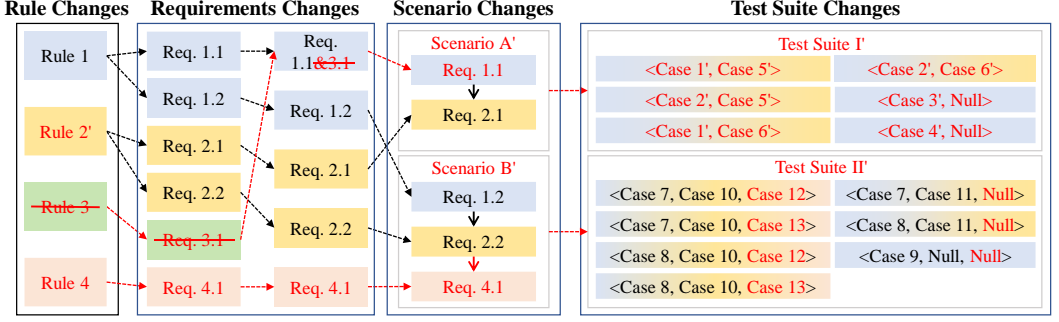 Rule Changes
Requirements Changes
Scenario Changes
Test Suite Changes
Rule 1
Rule 2'
Rule 3
Rule 4
Req. 1.1
Req. 1.2
Req. 2.1
Req. 2.2
Req. 3.1
Req. 4.1
Req.
1.1&3.1
Req. 1.2
Req. 2.1
Req. 2.2
Req. 4.1
Scenario A'
Req. 1.1
Req. 2.1
Scenario B'
Req. 1.2
Req. 2.2
Req. 4.1
Test Suite I'
<Case 1', Case 5'>
<Case 2', Case 6'>
<Case 2', Case 5'>
<Case 3', Null>
<Case 1', Case 6'>
<Case 4', Null>
Test Suite II'
<Case 7, Case 10, Case 12>
<Case 7, Case 11, Null>
<Case 7, Case 10, Case 13>
<Case 8, Case 11, Null>
<Case 8, Case 10, Case 12>
<Case 9, Null, Null>
<Case 8, Case 10, Case 13>